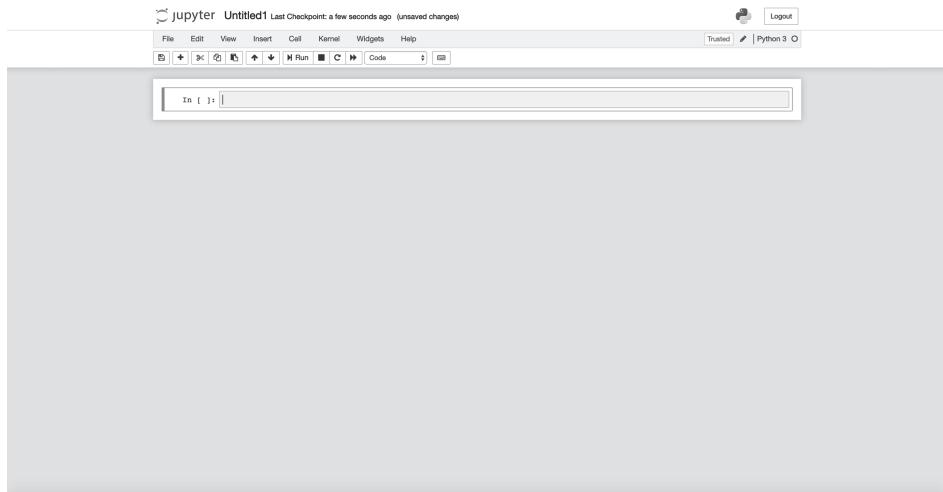 jupyter Untitled1 Last Checkpoint: a few seconds ago (unsaved changes)
Logout
File Edit View Insert Cell Kernel Widgets Help
Trusted Python 3
Run Code
In [ ]: